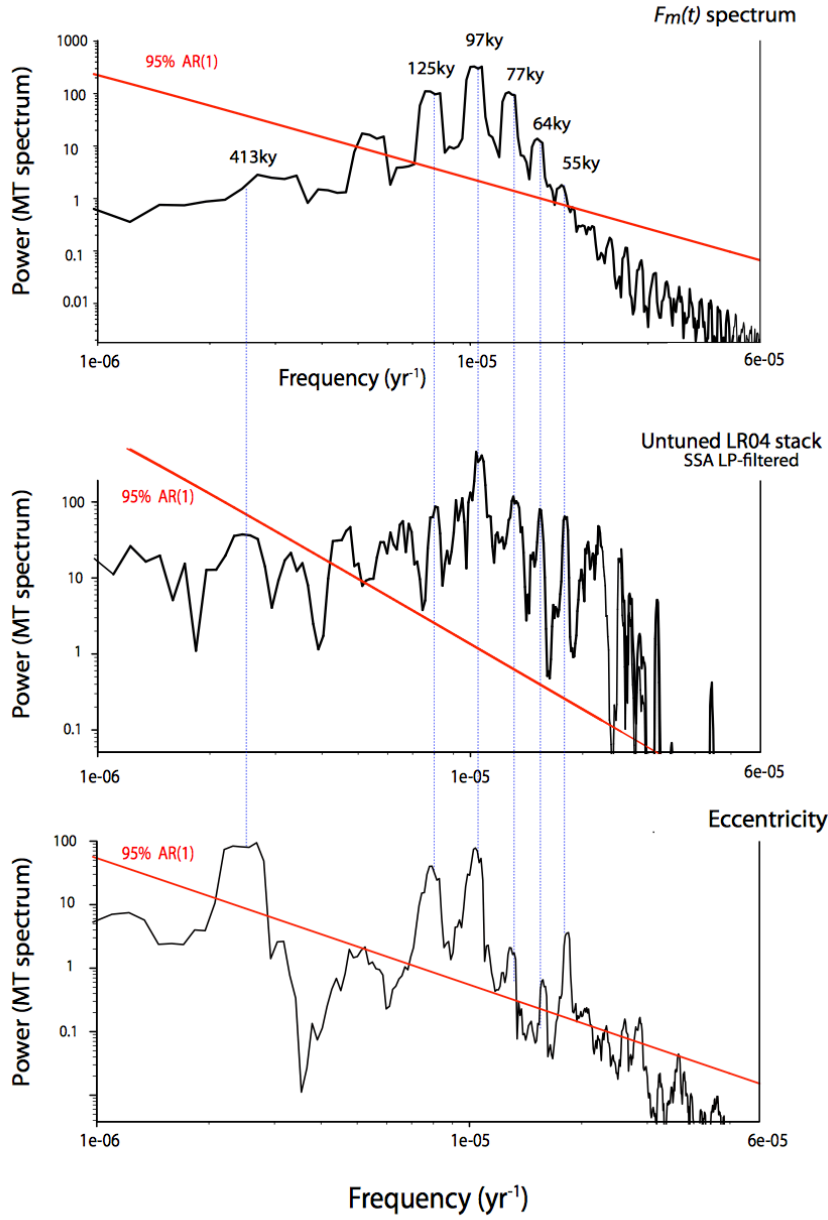 Fm(t) spectrum
1000
100
10
1
0.1
0.01
Power (MT spectrum)
95% AR(1)
413ky
125ky
97ky
77ky
64ky
55ky
1e-06
1e-05
6e-05
Frequency (yr-1)
Untuned LR04 stack
SSA LP-filtered
100
10
1
0.1
Power (MT spectrum)
95% AR(1)
1e-06
1e-05
6e-05
Eccentricity
100
10
1
0.1
Power (MT spectrum)
95% AR(1)
1e-06
1e-05
6e-05
Frequency (yr-1)